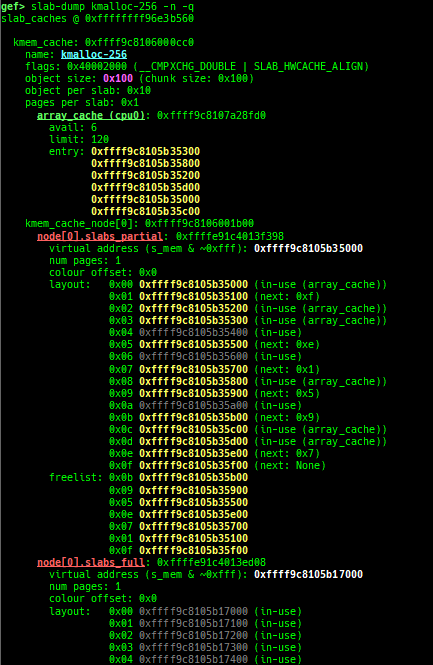 gef> slab-dump kmalloc-256 -n -q
slab_caches @ 0xffffffff96e3b560
kmem_cache: 0xffff9c8106000cc0
name: kmalloc-256
flags: 0x40002000 (__CMPXCHG_DOUBLE | SLAB_HWCACHE_ALIGN)
object size: 0x100 (chunk size: 0x100)
object per slab: 0x10
pages per slab: 0x1
array_cache (cpu0): 0xffff9c8107a28fd0
avail: 6
limit: 120
entry: 0xffff9c8105b35300
0xffff9c8105b35800
0xffff9c8105b35200
0xffff9c8105b35d00
0xffff9c8105b35000
0xffff9c8105b35c00
kmem_cache_node[0]: 0xffff9c8106001b00
node[0].slabs_partial: 0xffffe91c4013f398
virtual address (s_mem & ~0xfff): 0xffff9c8105b35000
num pages: 1
colour offset: 0x0
layout: 0x00 0xffff9c8105b35000 (in-use (array_cache))
0x01 0xffff9c8105b35100 (next: 0xf)
0x02 0xffff9c8105b35200 (in-use (array_cache))
0x03 0xffff9c8105b35300 (in-use (array_cache))
0x04 0xffff9c8105b35400 (in-use)
0x05 0xffff9c8105b35500 (next: 0xe)
0x06 0xffff9c8105b35600 (in-use)
0x07 0xffff9c8105b35700 (next: 0x1)
0x08 0xffff9c8105b35800 (in-use (array_cache))
0x09 0xffff9c8105b35900 (next: 0x5)
0x0a 0xffff9c8105b35a00 (in-use)
0x0b 0xffff9c8105b35b00 (next: 0x9)
0x0c 0xffff9c8105b35c00 (in-use (array_cache))
0x0d 0xffff9c8105b35d00 (in-use (array_cache))
0x0e 0xffff9c8105b35e00 (next: 0x7)
0x0f 0xffff9c8105b35f00 (next: None)
freelist: 0x0b 0xffff9c8105b35b00
0x09 0xffff9c8105b35900
0x05 0xffff9c8105b35500
0x0e 0xffff9c8105b35e00
0x07 0xffff9c8105b35700
0x01 0xffff9c8105b35100
0x0f 0xffff9c8105b35f00
node[0].slabs_full: 0xffffe91c4013ed08
virtual address (s_mem & ~0xfff): 0xffff9c8105b17000
num pages: 1
colour offset: 0x0
layout: 0x00 0xffff9c8105b17000 (in-use)
0x01 0xffff9c8105b17100 (in-use)
0x02 0xffff9c8105b17200 (in-use)
0x03 0xffff9c8105b17300 (in-use)
0x04 0xffff9c8105b17400 (in-use)